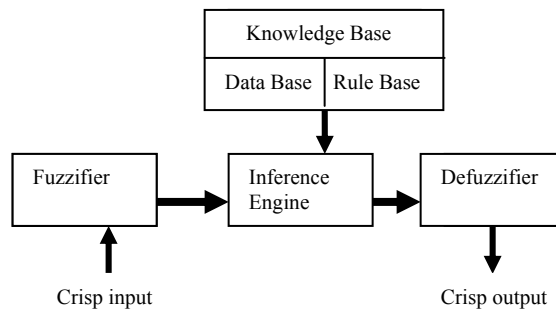 Knowledge Base
Data Base
Rule Base
Fuzzifier
Inference
Engine
Defuzzifier
Crisp input
Crisp output